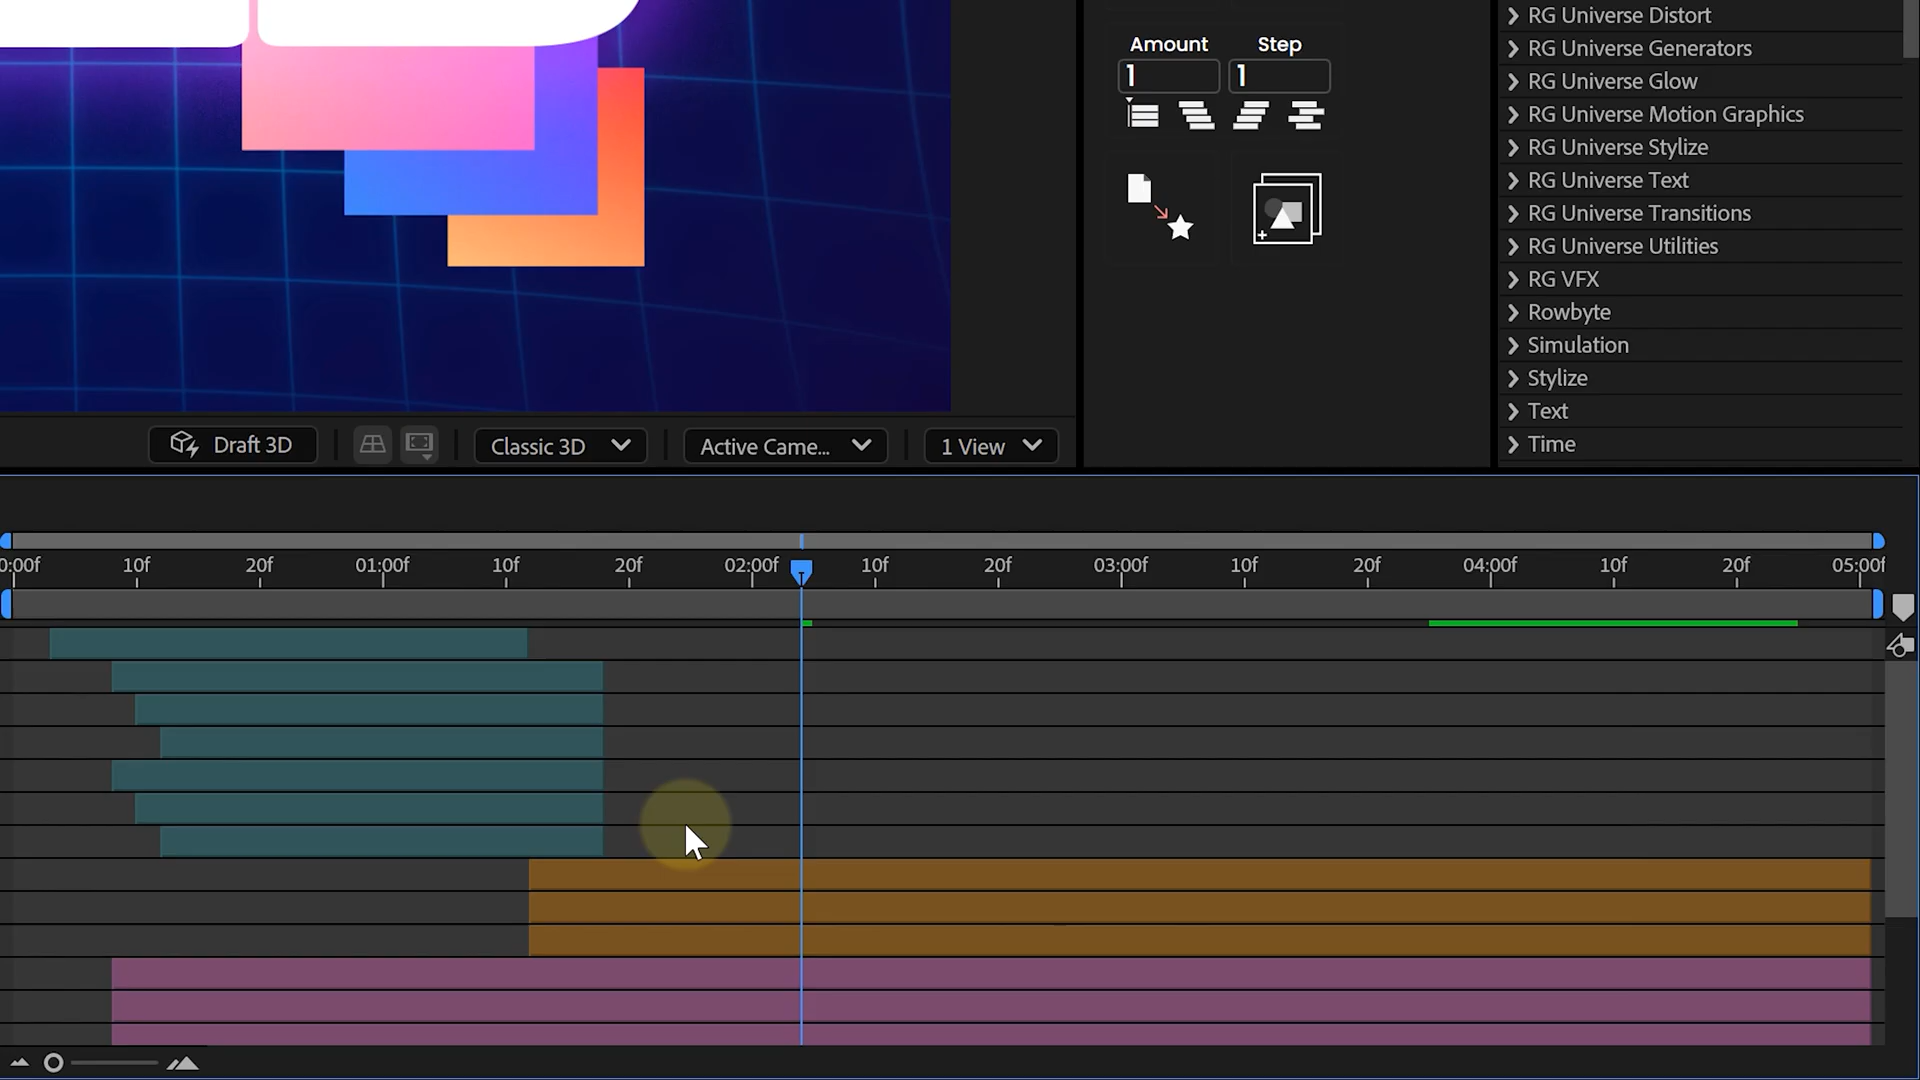 Amount Step
1 1
RG Universe Distort
RG Universe Generators
RG Universe Glow
RG Universe Motion Graphics
RG Universe Stylize
RG Universe Text
RG Universe Transitions
RG Universe Utilities
RG VFX
Rowbyte
Simulation
Stylize
Text
Time
Draft 3D Classic 3D Active Came... 1 View
0:00f 10f 20f 01:00f 10f 20f 02:00f 10f 20f 03:00f 10f 20f 04:00f 10f 20f 05:00f